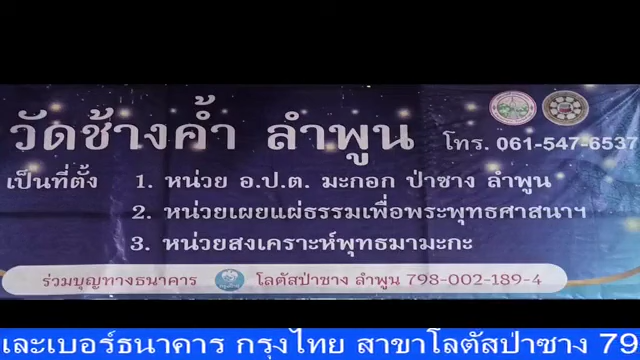 วัดช้างค้ำ ลำพูน โทร. 061-547-6537
เป็นที่ตั้ง 1. หน่วย อ.ป.ต. มะกอก ป่าซาง ลำพูน
2. หน่วยเผยแผ่ธรรมเพื่อพระพุทธศาสนาฯ
3. หน่วยสงเคราะห์พุทธมามะกะ
ร่วมบุญทางธนาคาร โลตัสป่าซาง ลำพูน 798-002-189-4
เละเบอร์ธนาคาร กรุงไทย สาขาโลตัสป่าซาง 79